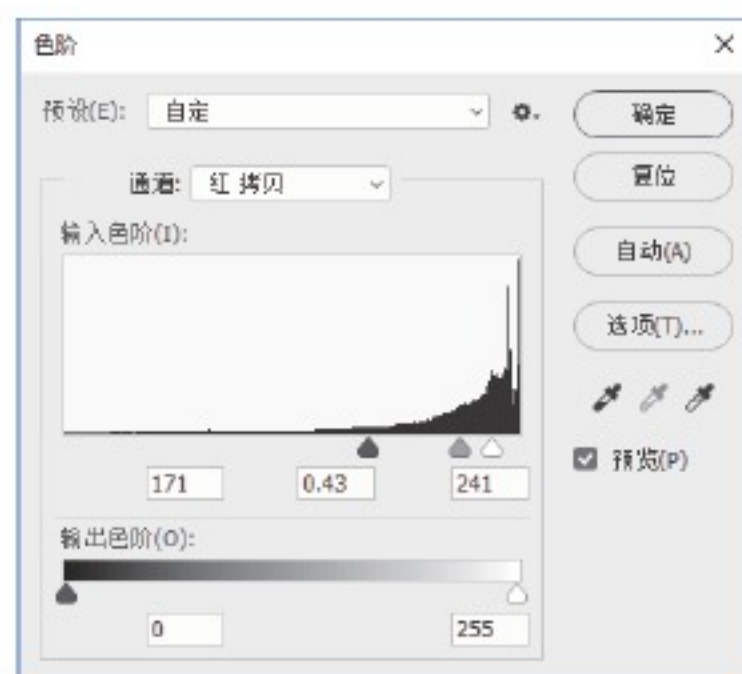 色阶
预设(E): 自定
确定
通道: 红 拷贝
复位
输入色阶(I):
自动(A)
选项(T)...
171 0.43 241
预览(P)
输出色阶(O):
0 255